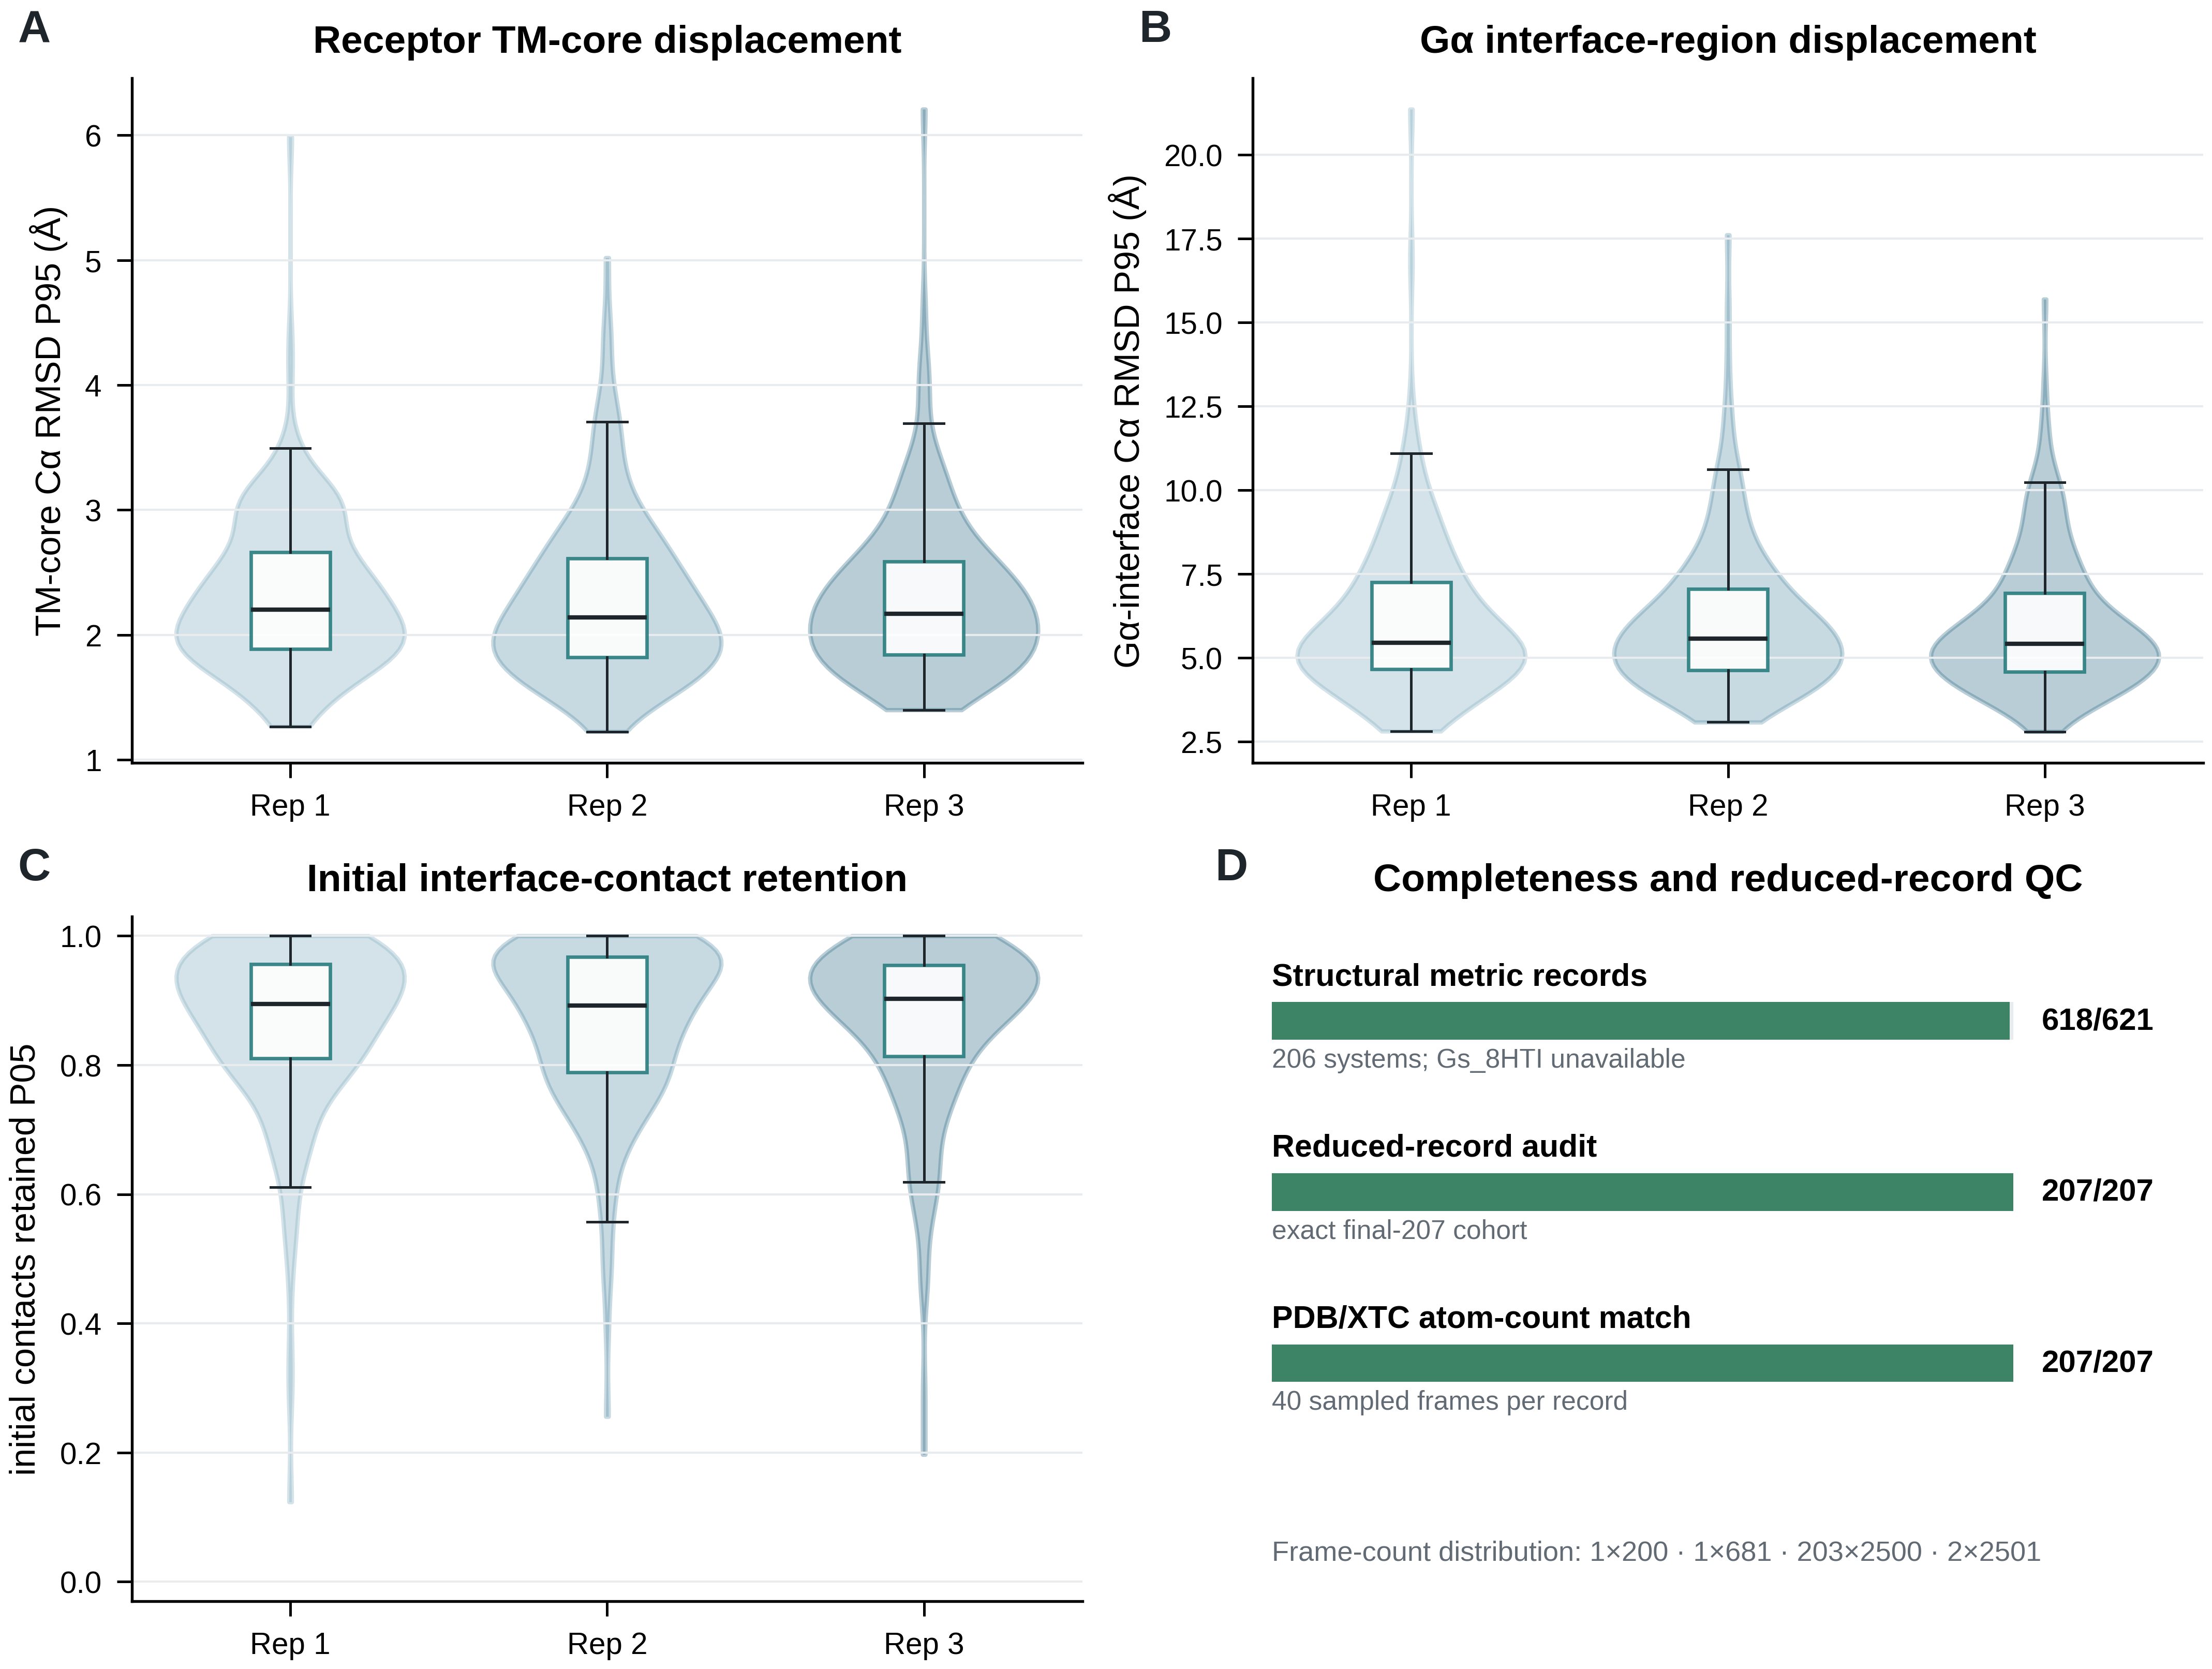 A
Receptor TM-core displacement
TM-core Cα RMSD P95 (Å)
6
5
4
3
2
1
Rep 1
Rep 2
Rep 3
B
Gα interface-region displacement
Gα-interface Cα RMSD P95 (Å)
20.0
17.5
15.0
12.5
10.0
7.5
5.0
2.5
Rep 1
Rep 2
Rep 3
C
Initial interface-contact retention
initial contacts retained P05
1.0
0.8
0.6
0.4
0.2
0.0
Rep 1
Rep 2
Rep 3
D
Completeness and reduced-record QC
Structural metric records
618/621
206 systems; Gs_8HTI unavailable
Reduced-record audit
207/207
exact final-207 cohort
PDB/XTC atom-count match
207/207
40 sampled frames per record
Frame-count distribution: 1×200 · 1×681 · 203×2500 · 2×2501